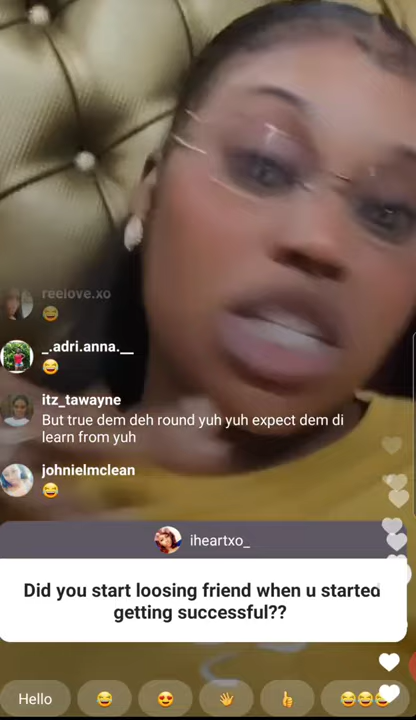 reelove.xo
😂
_.adri.anna.__
😂
itz_tawayne
But true dem deh round yuh yuh expect dem di
learn from yuh
johnielmclean
😂
iheartxo_
Did you start loosing friend when u started
getting successful??
Hello 😂 😍 👋 👍 😂😂😂